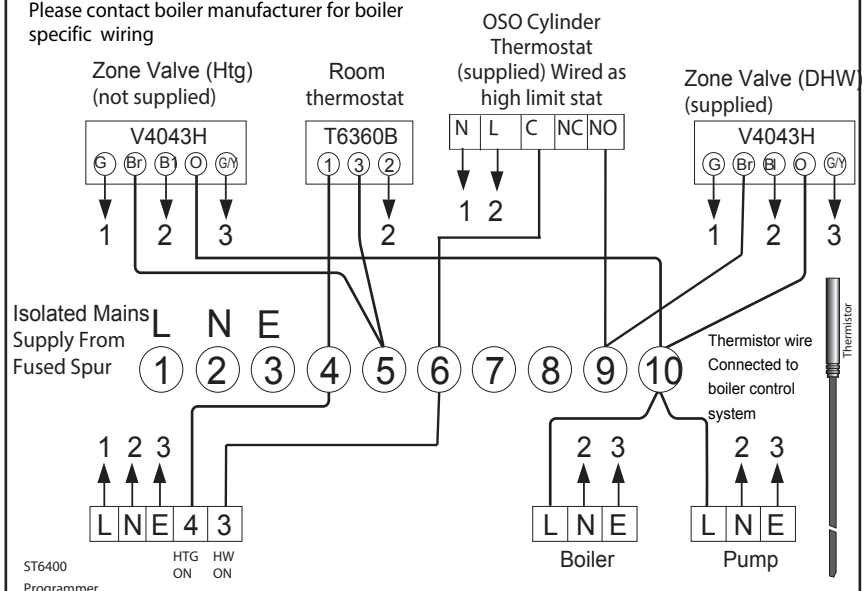 Please contact boiler manufacturer for boiler
specific wiring
OSO Cylinder
Thermostat
(supplied) Wired as
high limit stat
Zone Valve (Htg)
(not supplied)
Room
thermostat
Zone Valve (DHW)
(supplied)
V4043H
T6360B
N L C NC NO
V4043H
G Br B1 O G/Y
1 3 2
G Br Bl O G/Y
1 2 3
2
1 2
1 2 3
Isolated Mains
Supply From
Fused Spur
L N E
1 2 3 4 5 6 7 8 9 10
Thermistor wire
Connected to
boiler control
system
Thermistor
1 2 3
2 3
2 3
L N E 4 3
L N E
L N E
HTG
ON
HW
ON
Boiler
Pump
ST6400
Programmer